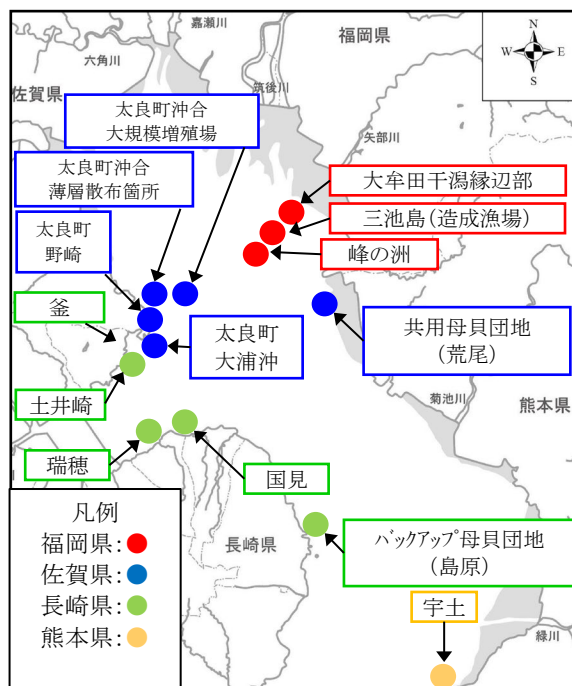 嘉瀬川
福岡県
N
W
E
S
六角川
佐賀県
筑後川
太良町沖合
大規模増殖場
矢部川
太良町沖合
薄層散布箇所
大牟田干潟縁辺部
三池島(造成漁場)
峰の洲
太良町
野崎
釜
太良町
大浦沖
共用母貝団地
(荒尾)
土井崎
菊池川
熊本県
瑞穂
国見
凡例
福岡県:
佐賀県:
長崎県:
熊本県:
長崎県
バックアップ母貝団地
(島原)
宇土
緑川